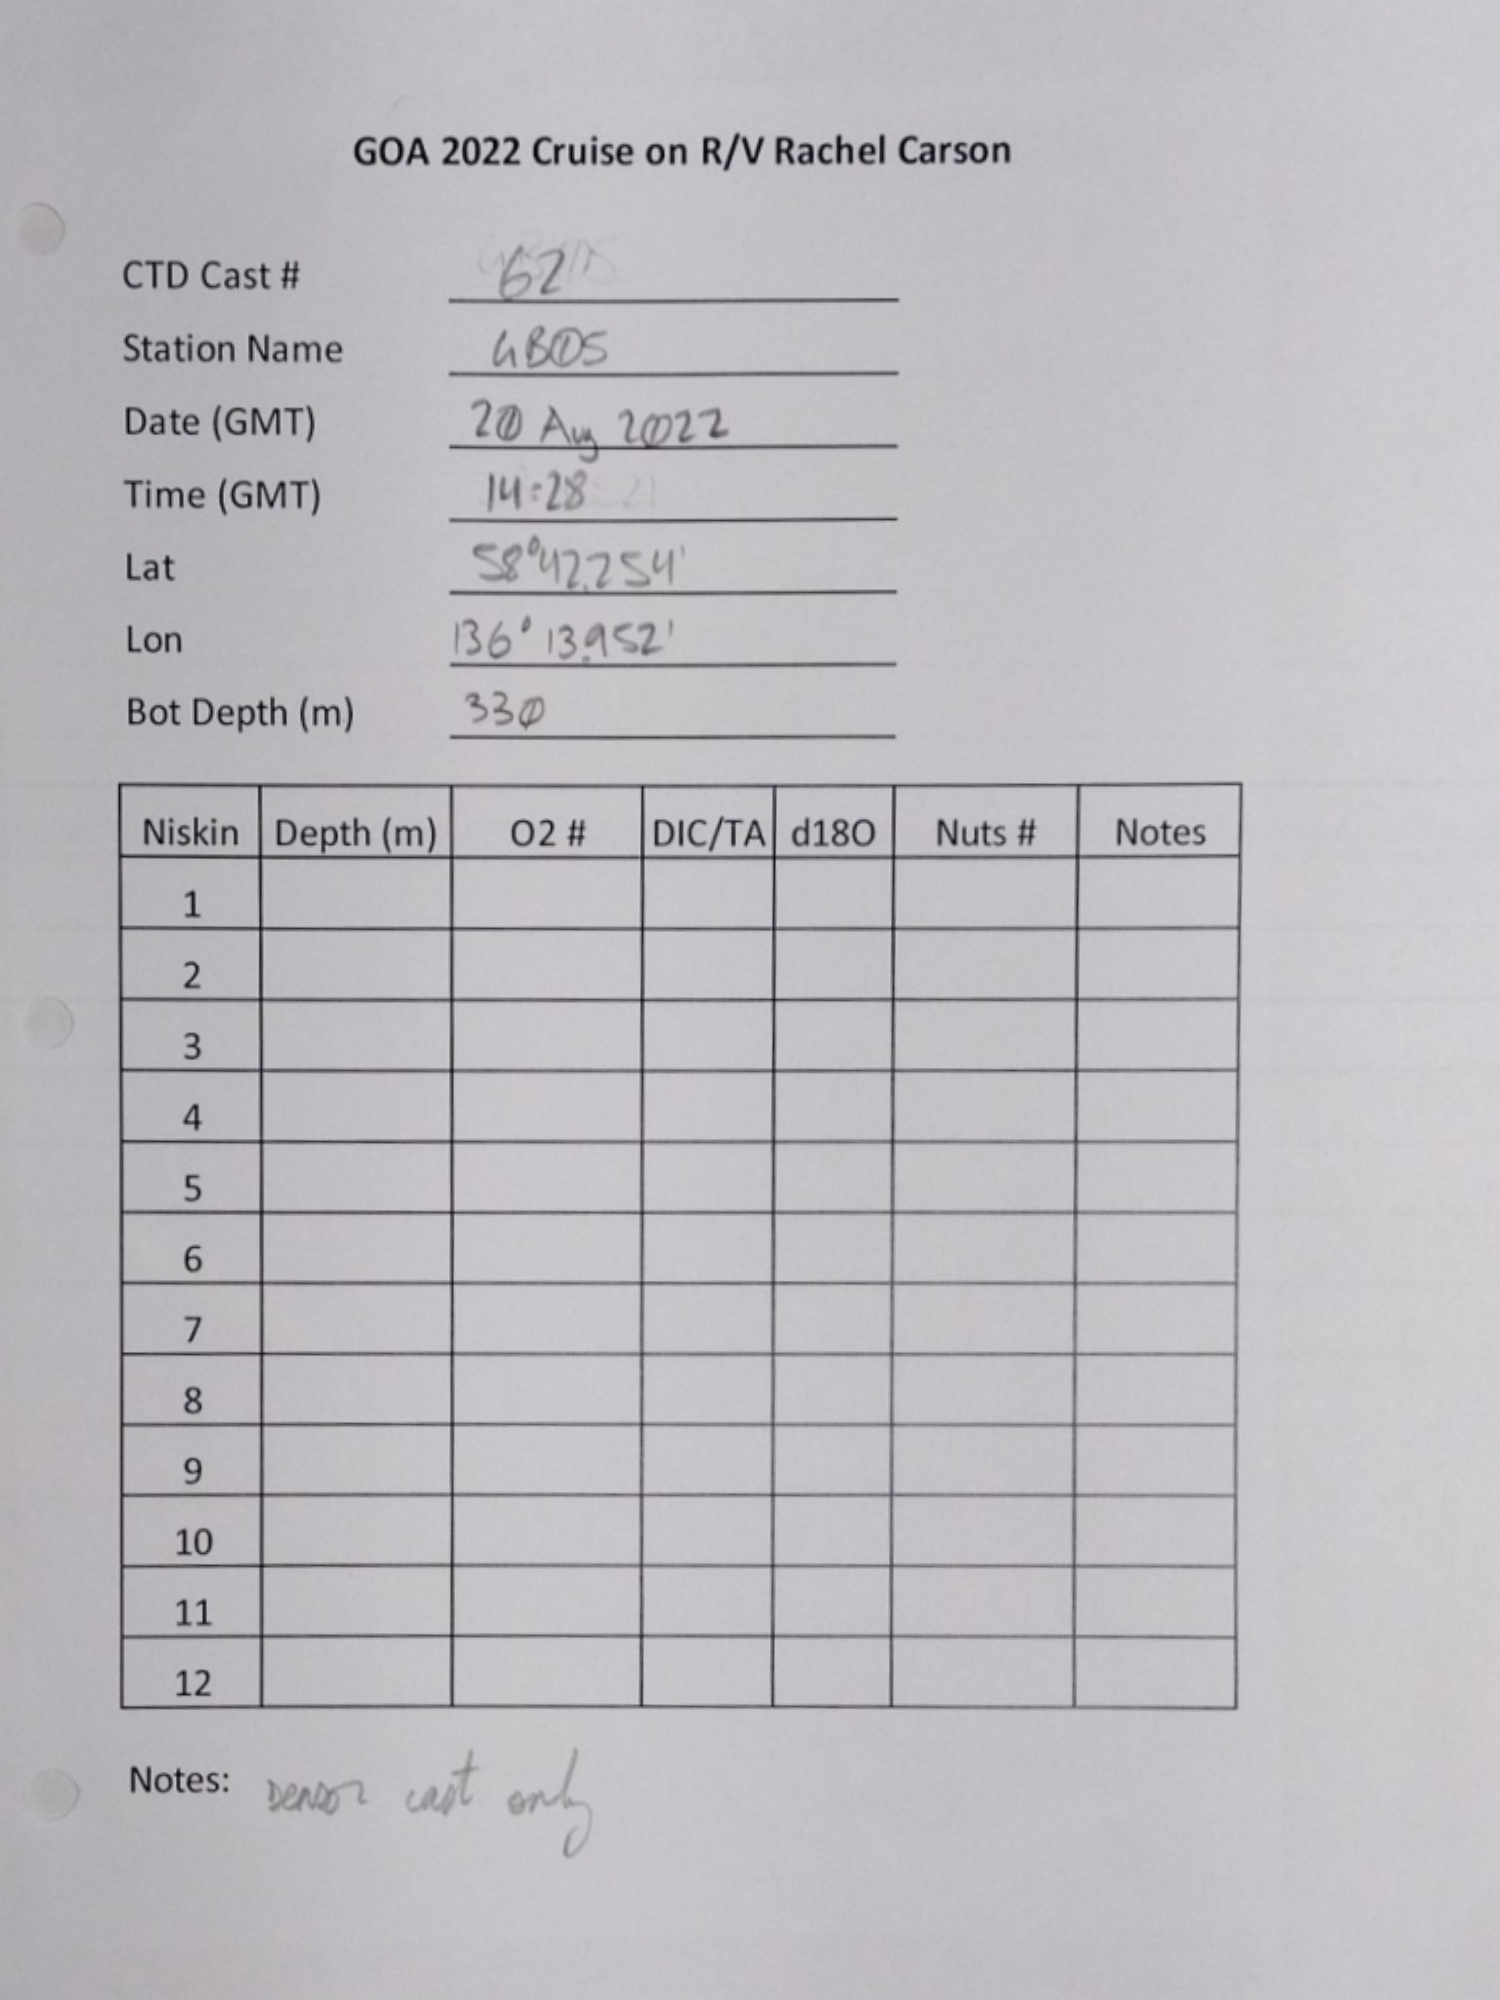 GOA 2022 Cruise on R/V Rachel Carson
CTD Cast # 62
Station Name GB05
Date (GMT) 20 Aug 2022
Time (GMT) 14:28
Lat 58°42.254'
Lon 136° 13.952'
Bot Depth (m) 330
Niskin Depth (m) O2 # DIC/TA d18O Nuts # Notes
1
2
3
4
5
6
7
8
9
10
11
12
Notes: sensor cast only